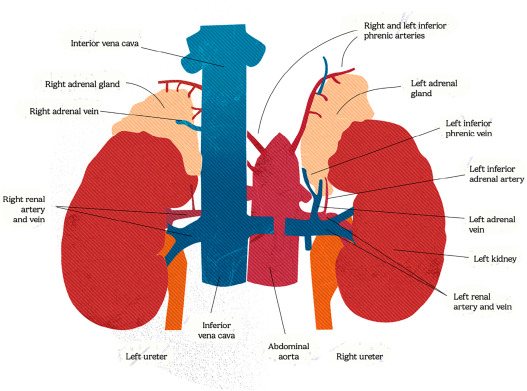 Right and left inferior
phrenic arteries
Interior vena cava
Right adrenal gland
Left adrenal
gland
Right adrenal vein
Left inferior
phrenic vein
Left inferior
adrenal artery
Right renal
artery
and vein
Left adrenal
vein
Left kidney
Left renal
artery and vein
Inferior
vena cava
Abdominal
aorta
Left ureter
Right ureter